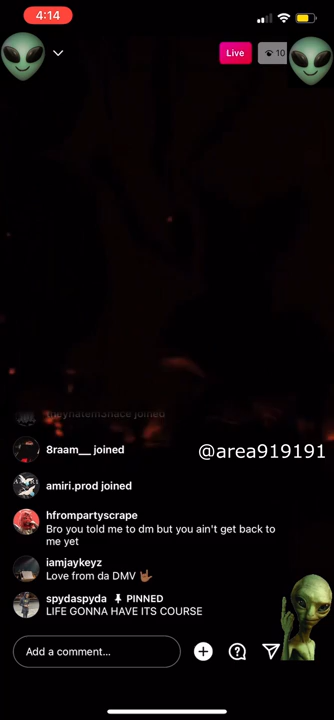 4:14
Live
10
theyhatem5hace joined
8raam__ joined
@area919191
amiri.prod joined
hfrompartyscrape
Bro you told me to dm but you ain't get back to
me yet
iamjaykeyz
Love from da DMV 🤟🏾
spydaspyda 📌 PINNED
LIFE GONNA HAVE ITS COURSE
Add a comment...